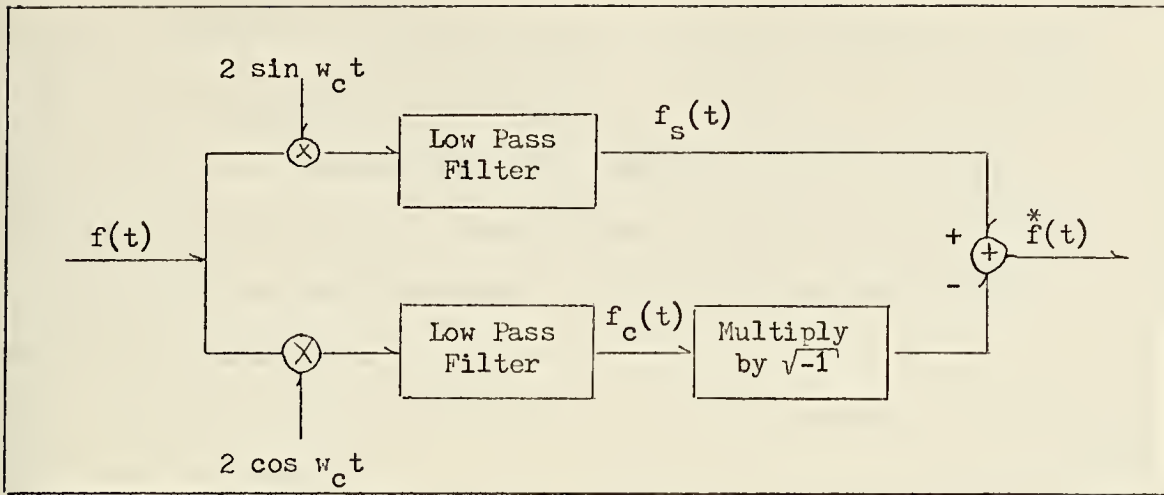 2 sin w_c t
Low Pass
Filter
f_s(t)
f(t)
+
+
*
f(t)
-
Low Pass
Filter
f_c(t)
Multiply
by √-1
2 cos w_c t
×
×